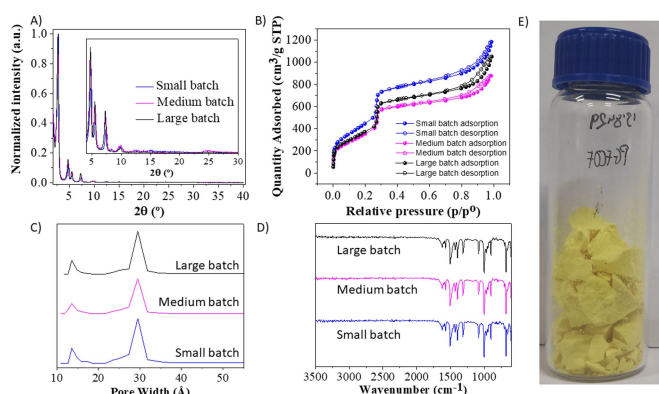 A)
Normalized intensity (a.u.)
1.0
0.8
0.6
0.4
0.2
0.0
Small batch
Medium batch
Large batch
5 10 15 20 25 30
2θ (°)
5 10 15 20 25 30 35 40
2θ (°)
B)
Quantity Adsorbed (cm³/g STP)
1200
1000
800
600
400
200
0
Small batch adsorption
Small batch desorption
Medium batch adsorption
Medium batch desorption
Large batch adsorption
Large batch desorption
0.0 0.2 0.4 0.6 0.8 1.0
Relative pressure (p/p⁰)
C)
Large batch
Medium batch
Small batch
10 20 30 40 50
Pore Width (Å)
D)
Large batch
Medium batch
Small batch
3500 3000 2500 2000 1500 1000
Wavenumber (cm⁻¹)
E)